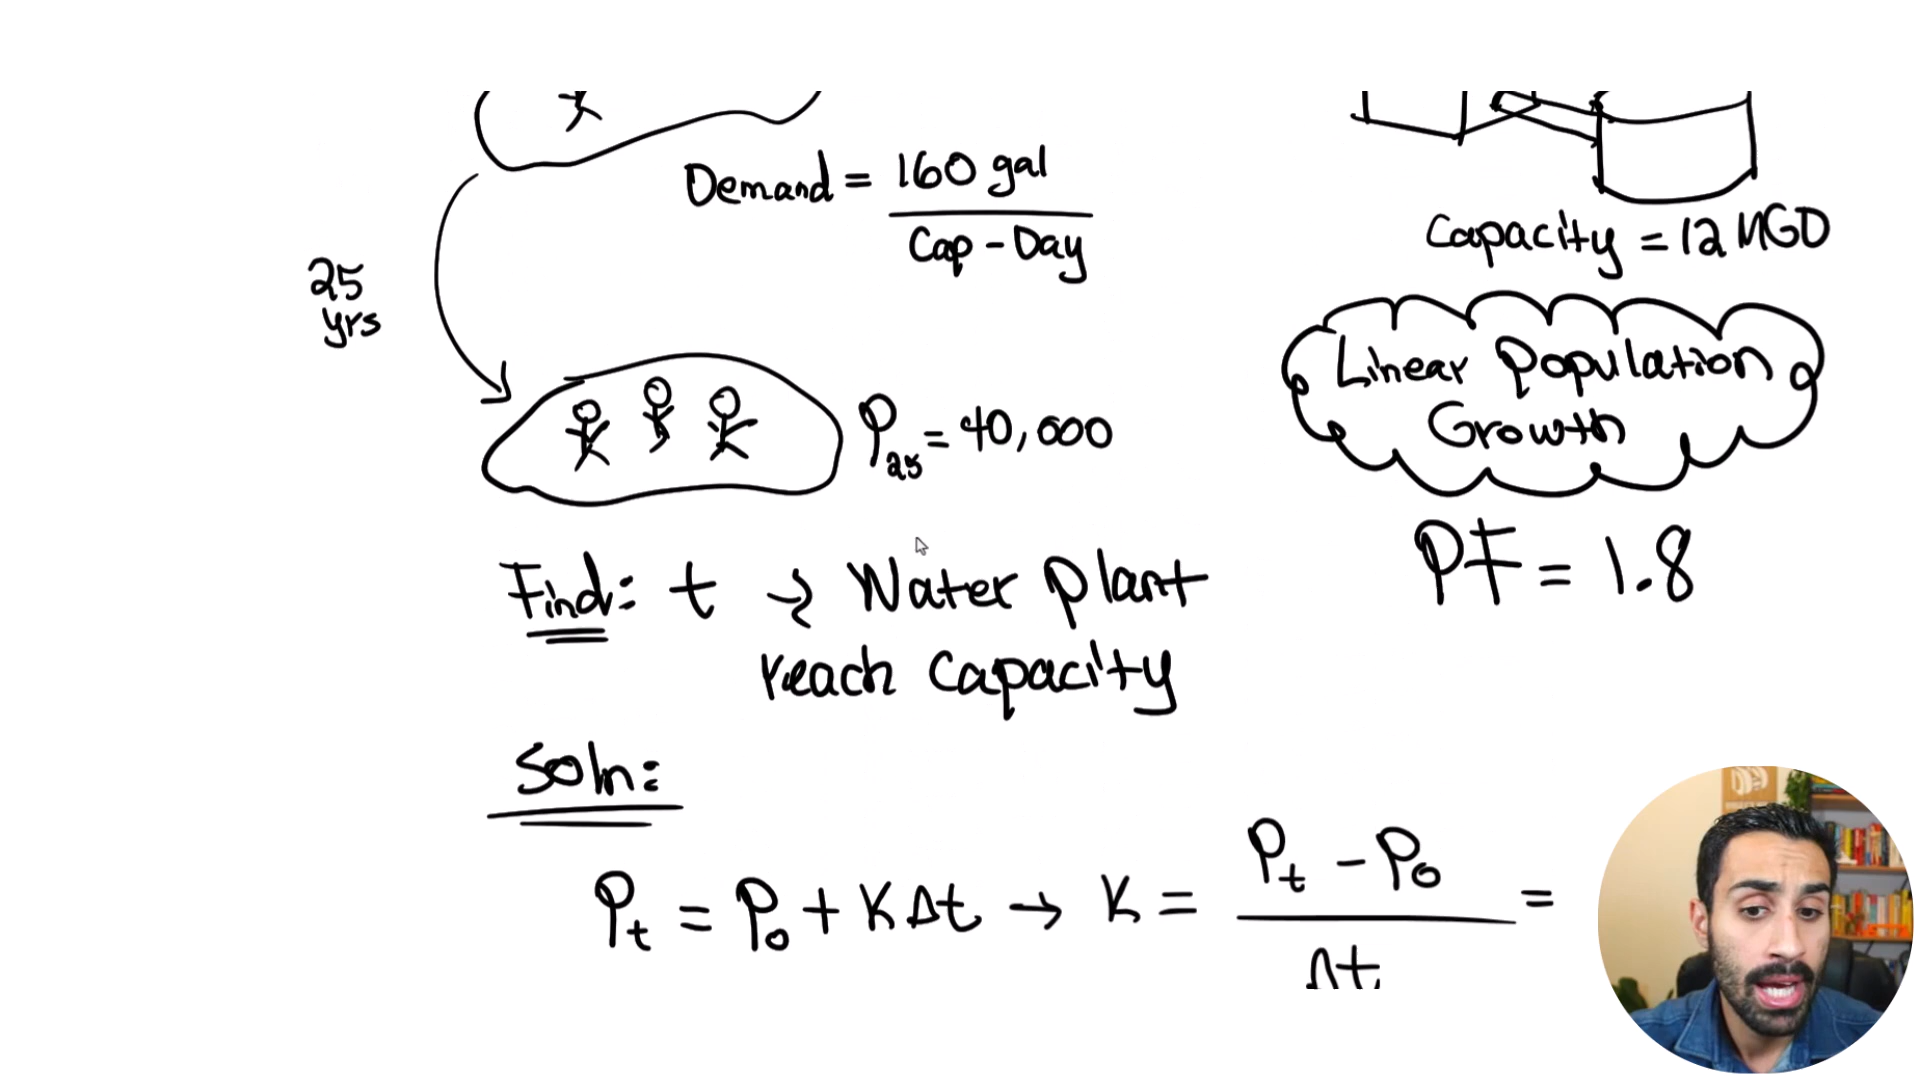 Demand = 160 gal
Cap - Day
Capacity = 12 MGD
25
yrs
Linear Population
Growth
P25 = 40,000
PF = 1.8
Find: t → Water plant
reach capacity
Soln:
Pt = P0 + K Δt → K = Pt - P0 =
Δt